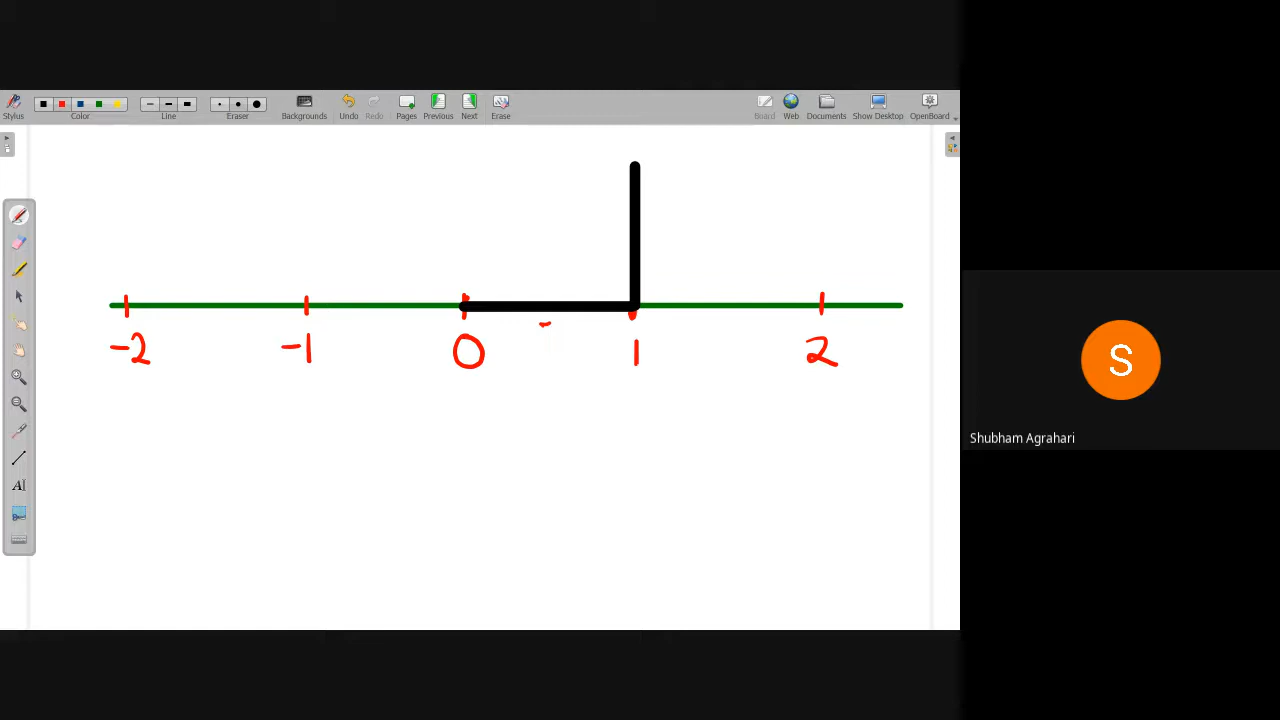 Stylus Color Line Eraser Backgrounds Undo Redo Pages Previous Next Erase Board Web Documents Show Desktop OpenBoard
-2 -1 0 1 2
S
Shubham Agrahari